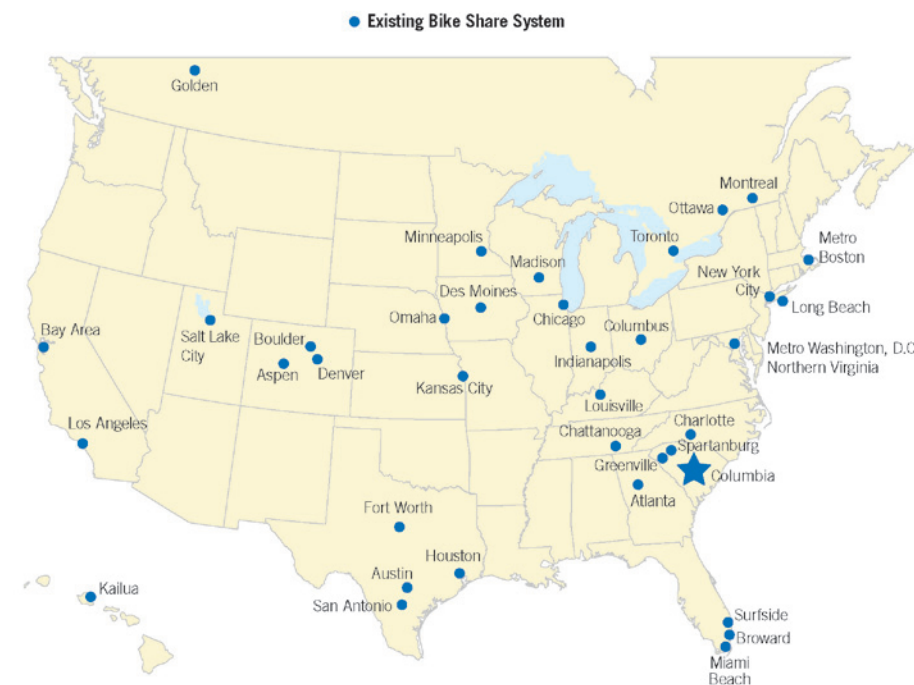 Existing Bike Share System
Golden
Montreal
Ottawa
Minneapolis
Toronto
Metro
Boston
Madison
New York
City
Des Moines
Long Beach
Omaha
Chicago
Columbus
Bay Area
Salt Lake
City
Boulder
Indianapolis
Metro Washington, D.C
Northern Virginia
Aspen
Denver
Kansas City
Louisville
Los Angeles
Charlotte
Chattanooga
Spartanburg
Greenville
Columbia
Atlanta
Fort Worth
Houston
Austin
Kailua
San Antonio
Surfside
Broward
Miami
Beach